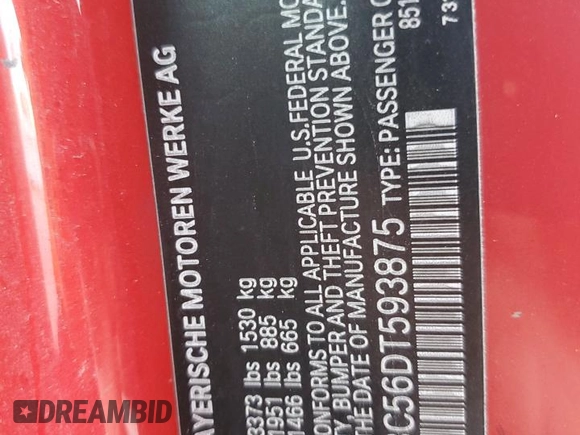 AYERISCHE MOTOREN WERKE AG
3373 lbs 1530 kg
1951 lbs 885 kg
1466 lbs 665 kg
ONFORMS TO ALL APPLICABLE U.S.FEDERAL MO
TY, BUMPER AND THEFT PREVENTION STANDA
DATE OF MANUFACTURE SHOWN ABOVE.
C56DT593875 TYPE: PASSENGER C
851
73
DREAMBID